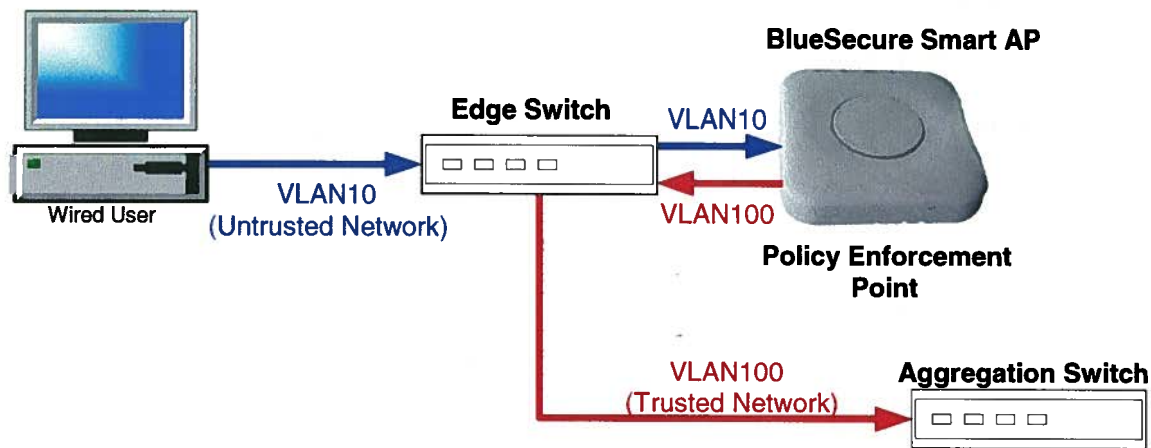 BlueSecure Smart AP
Edge Switch
VLAN10
Wired User
VLAN10
(Untrusted Network)
VLAN100
Policy Enforcement
Point
VLAN100
(Trusted Network)
Aggregation Switch